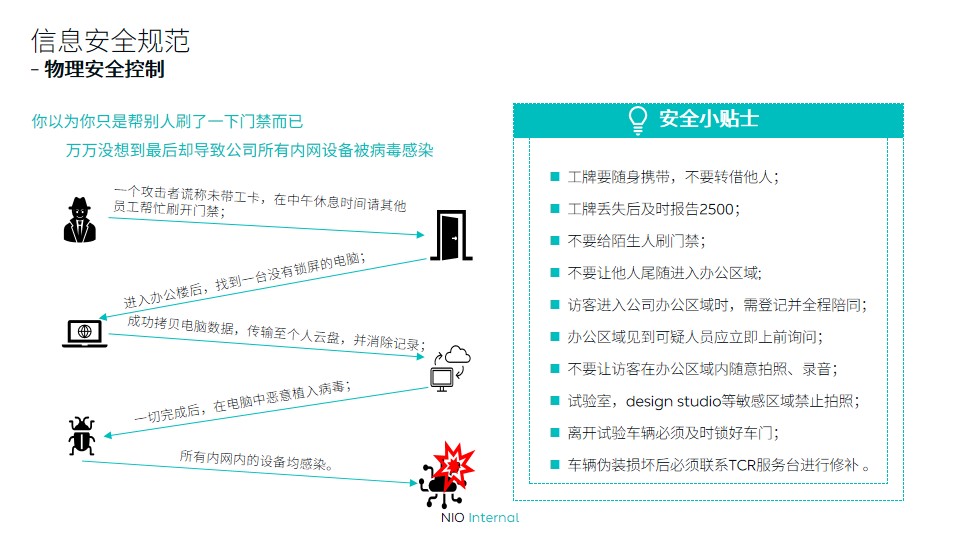 信息安全规范
- 物理安全控制
你以为你只是帮别人刷了一下门禁而已
万万没想到最后却导致公司所有内网设备被病毒感染
一个攻击者谎称未带工卡，在中午休息时间请其他
员工帮忙刷开门禁；
进入办公楼后，找到一台没有锁屏的电脑；
成功拷贝电脑数据，传输至个人云盘，并消除记录；
一切完成后，在电脑中恶意植入病毒；
所有内网内的设备均感染。
安全小贴士
工牌要随身携带，不要转借他人；
工牌丢失后及时报告2500；
不要给陌生人刷门禁；
不要让他人尾随进入办公区域;
访客进入公司办公区域时，需登记并全程陪同；
办公区域见到可疑人员应立即上前询问；
不要让访客在办公区域内随意拍照、录音；
试验室，design studio等敏感区域禁止拍照；
离开试验车辆必须及时锁好车门；
车辆伪装损坏后必须联系TCR服务台进行修补 。
NIO Internal